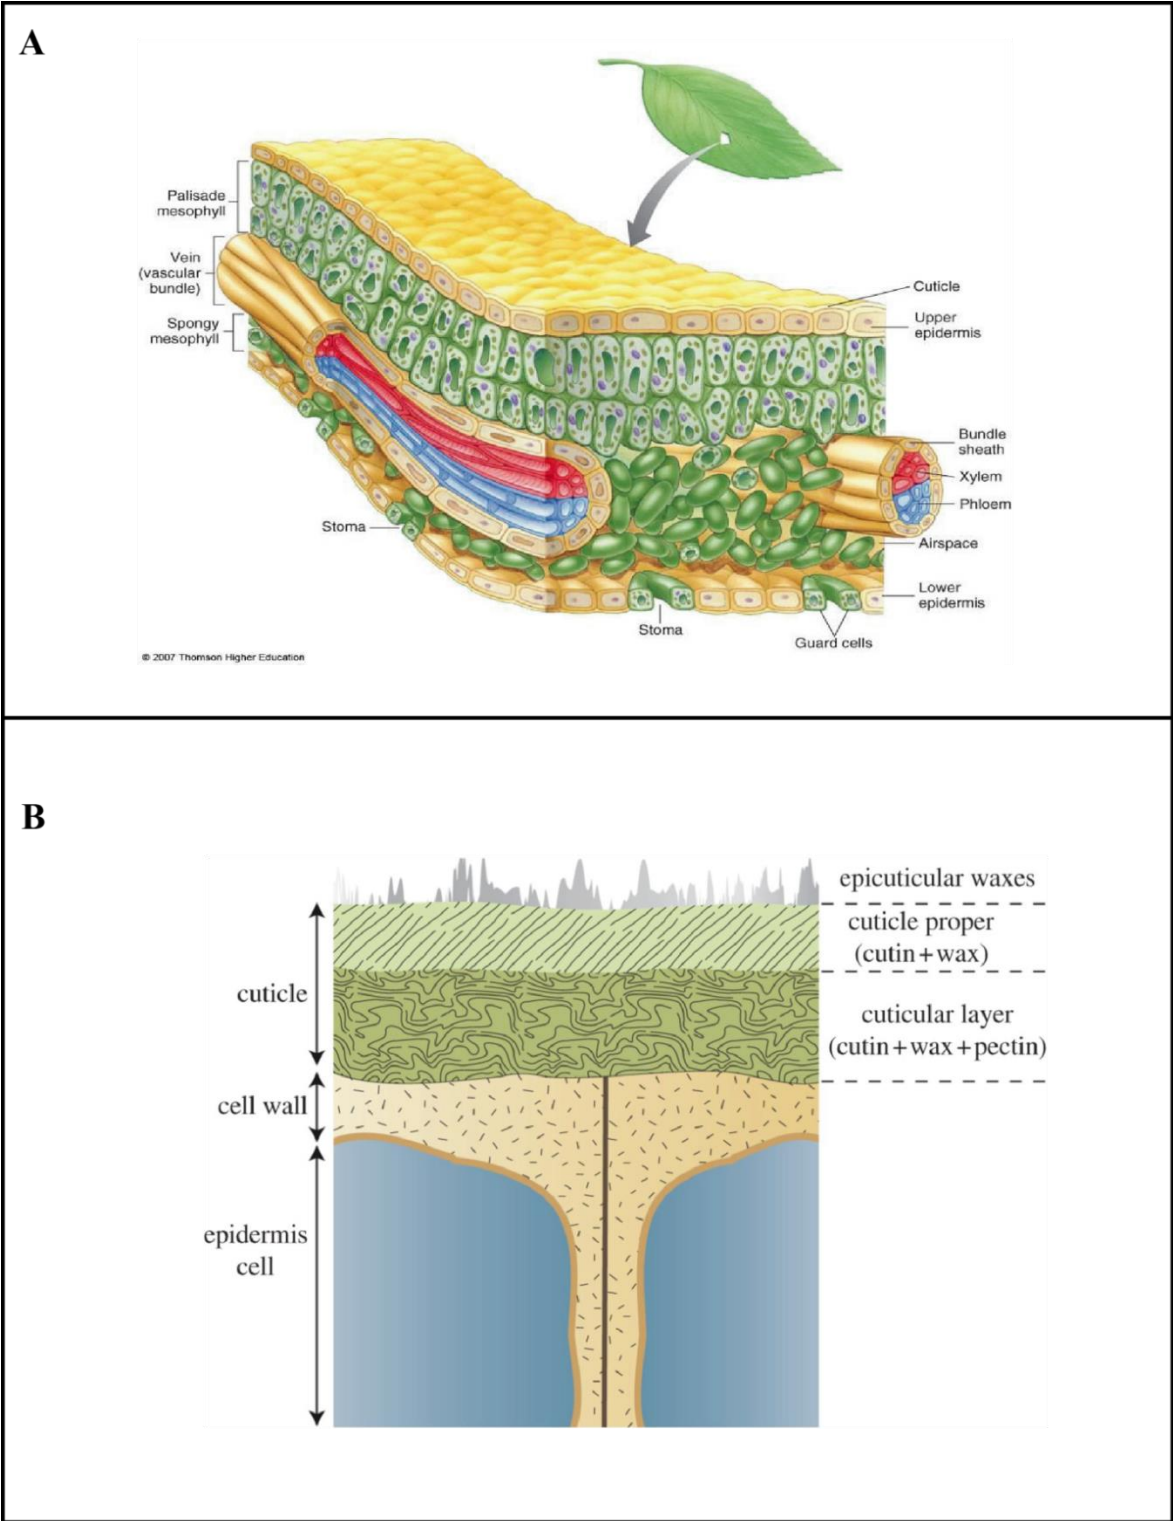 A
Palisade
mesophyll
Vein
(vascular
bundle)
Spongy
mesophyll
Stoma
Cuticle
Upper
epidermis
Bundle
sheath
Xylem
Phloem
Airspace
Lower
epidermis
Stoma
Guard cells
© 2007 Thomson Higher Education
B
epicuticular waxes
cuticle proper
(cutin+wax)
cuticle
cuticular layer
(cutin+wax+pectin)
cell wall
epidermis
cell